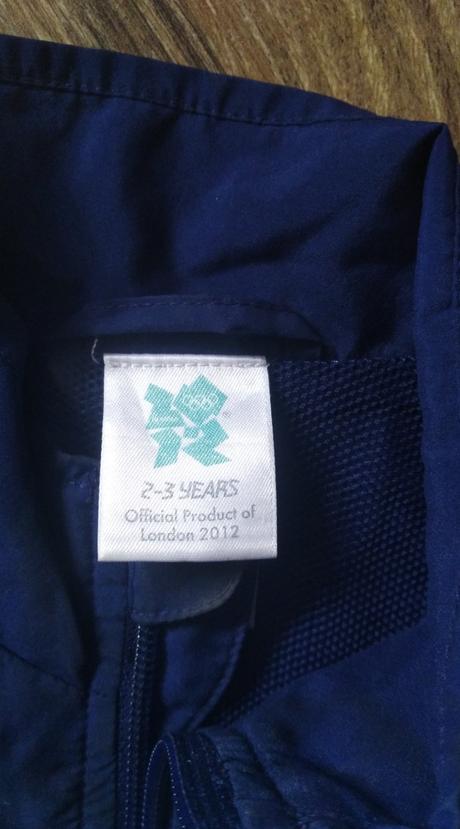 2-3 YEARS
Official Product of
London 2012